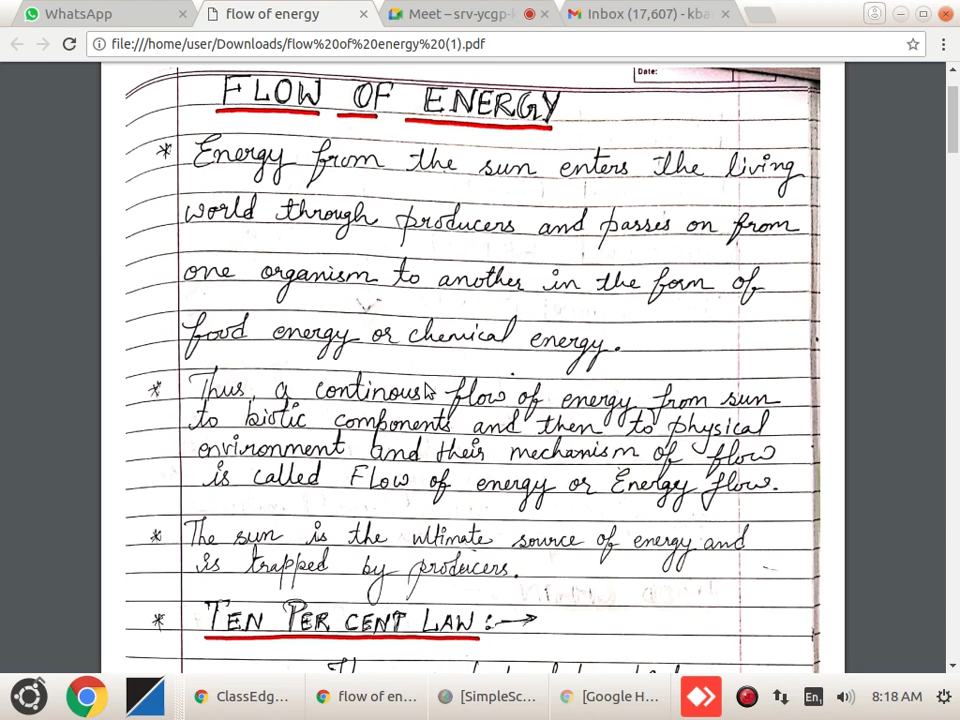 WhatsApp
flow of energy
Meet – srv-ycgp-
Inbox (17,607) - kba
file:///home/user/Downloads/flow%20of%20energy%20(1).pdf
Date:
FLOW OF ENERGY
* Energy from the sun enters the living
world through producers and passes on from
one organism to another in the form of
food energy or chemical energy.
* Thus, a continous flow of energy from sun
to biotic components and then to physical
environment and their mechanism of flow
is called Flow of energy or Energy flow.
* The sun is the ultimate source of energy and
is trapped by producers.
* TEN PER CENT LAW :→
ClassEdg...
flow of en...
[SimpleSc...
[Google H...
En1
8:18 AM